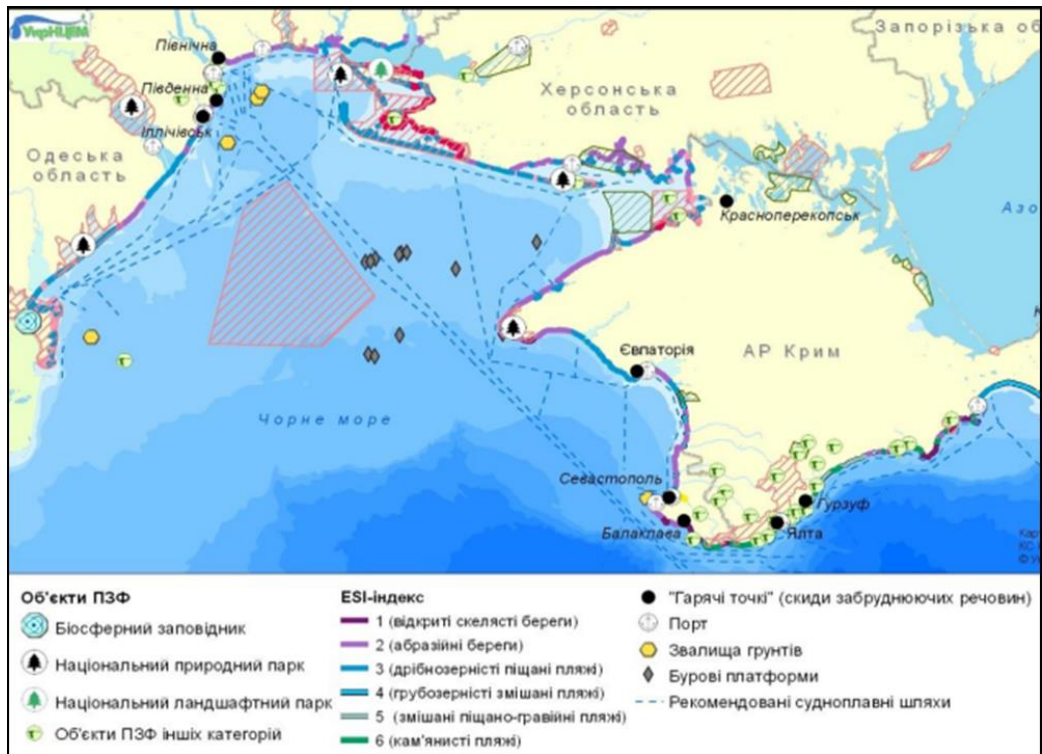 УкрНЦЕМ
Запорізька об
Північна
Південна
Іллічівськ
Херсонська
область
Одеська
область
Красноперекопськ
Азо
Євпаторія
АР Крим
Чорне море
Севастополь
Гурзуф
Балаклава
Ялта
Об'єкти ПЗФ
Біосферний заповідник
Національний природний парк
Національний ландшафтний парк
Об'єкти ПЗФ інших категорій
ESI-індекс
1 (відкриті скелясті береги)
2 (абразійні береги)
3 (дрібнозерністі піщані пляжі)
4 (грубозерністі змішані пляжі)
5 (змішані піщано-гравійні пляжі)
6 (кам'янисті пляжі)
"Гарячі точкі" (скиди забруднюючих речовин)
Порт
Звалища грунтів
Бурові платформи
Рекомендовані судноплавні шляхи